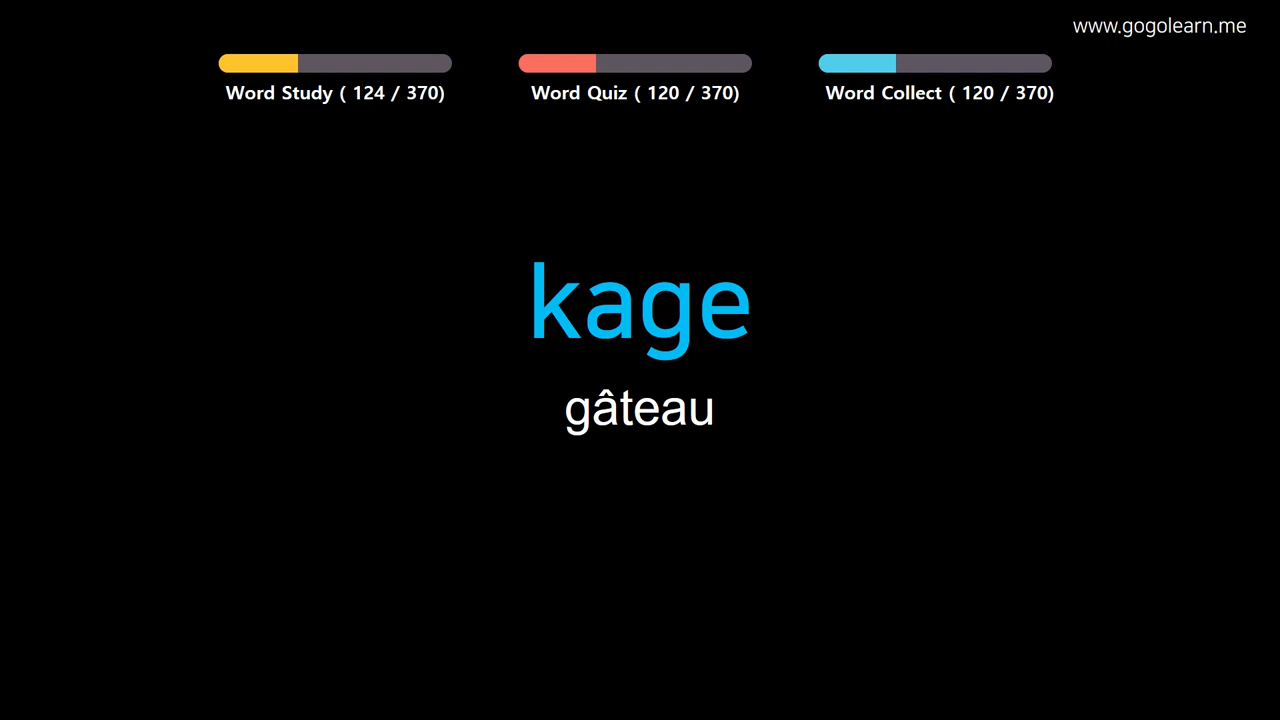 www.gogolearn.me
Word Study ( 124 / 370)
Word Quiz ( 120 / 370)
Word Collect ( 120 / 370)
kage
gâteau